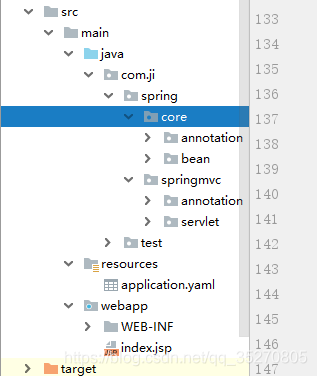 src
main
java
com.ji
spring
core
annotation
bean
springmvc
annotation
servlet
test
resources
application.yaml
webapp
WEB-INF
index.jsp
target
133
134
135
136
137
138
139
140
141
142
143
144
145
146
147
https://blog.csdn.net/qq_35270805